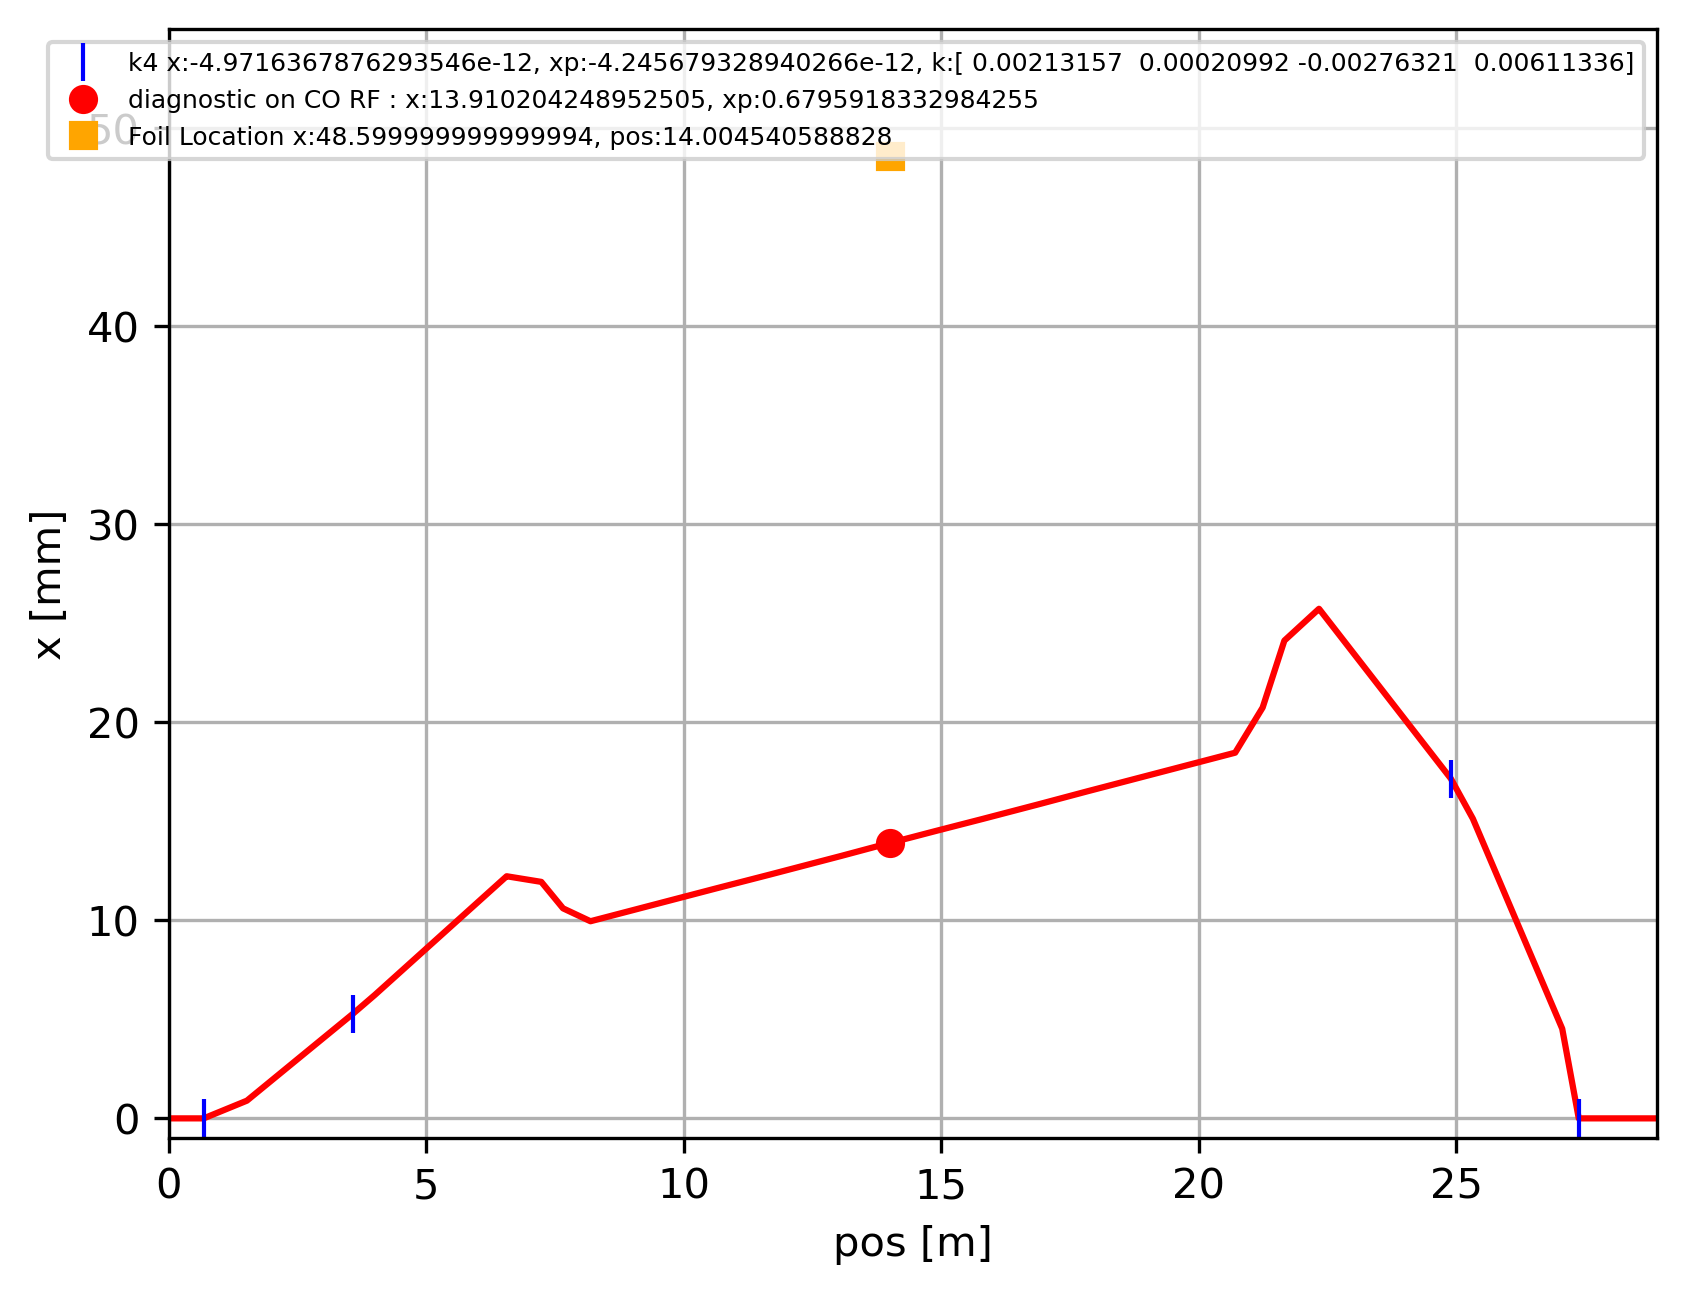 k4 x:-4.9716367876293546e-12, xp:-4.245679328940266e-12, k:[ 0.00213157  0.00020992 -0.00276321  0.00611336]
diagnostic on CO RF : x:13.910204248952505, xp:0.6795918332984255
Foil Location x:48.599999999999994, pos:14.004540588828
50
40
30
20
10
0
x [mm]
0 5 10 15 20 25
pos [m]